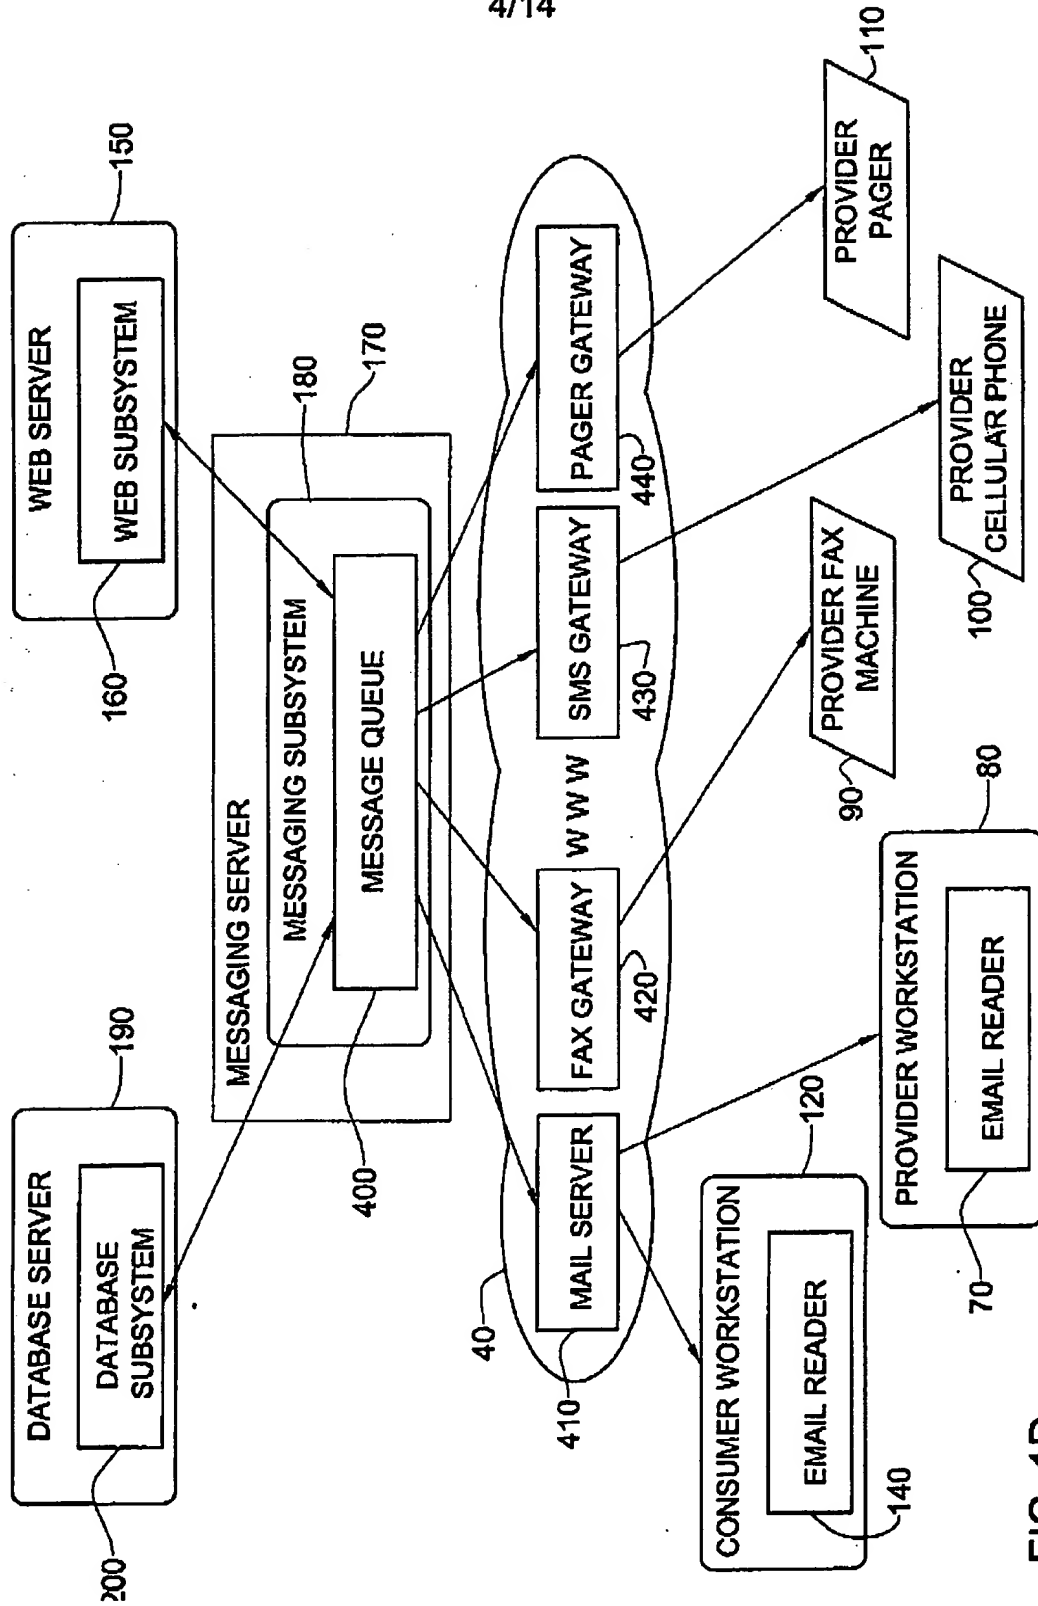 4/14
DATABASE SERVER
190
DATABASE
SUBSYSTEM
200
WEB SERVER
150
WEB SUBSYSTEM
160
MESSAGING SERVER
170
MESSAGING SUBSYSTEM
180
MESSAGE QUEUE
400
40
MAIL SERVER
410
FAX GATEWAY
420
W W W
SMS GATEWAY
430
PAGER GATEWAY
440
CONSUMER WORKSTATION
120
EMAIL READER
140
PROVIDER WORKSTATION
80
EMAIL READER
70
PROVIDER FAX
MACHINE
90
PROVIDER
CELLULAR PHONE
100
PROVIDER
PAGER
110